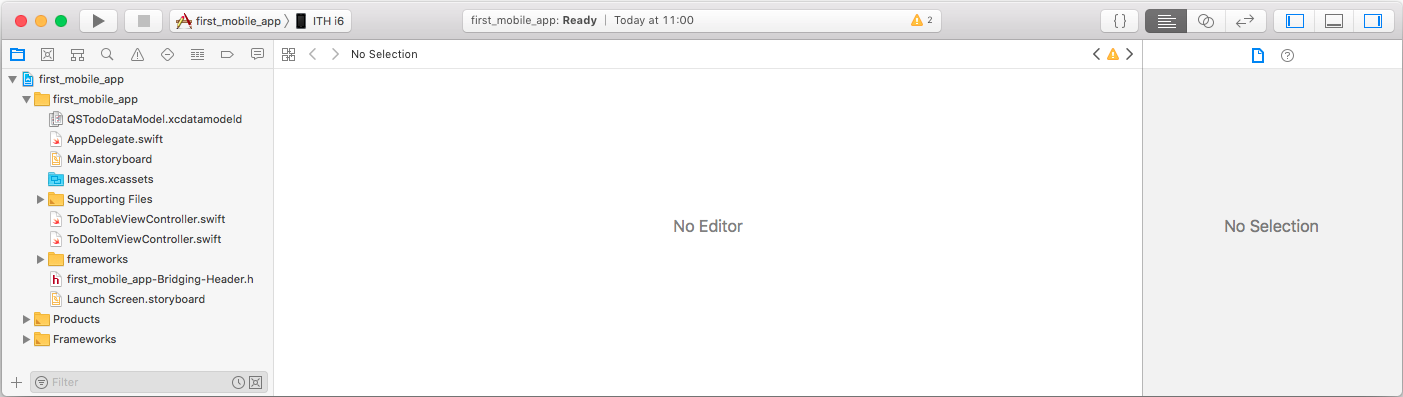 first_mobile_app ITH i6
first_mobile_app: Ready Today at 11:00 2
{ }
No Selection
first_mobile_app
first_mobile_app
QSTodoDataModel.xcdatamodeld
AppDelegate.swift
Main.storyboard
Images.xcassets
Supporting Files
ToDoTableViewController.swift
ToDoItemViewController.swift
frameworks
h first_mobile_app-Bridging-Header.h
Launch Screen.storyboard
Products
Frameworks
Filter
No Editor
?
No Selection